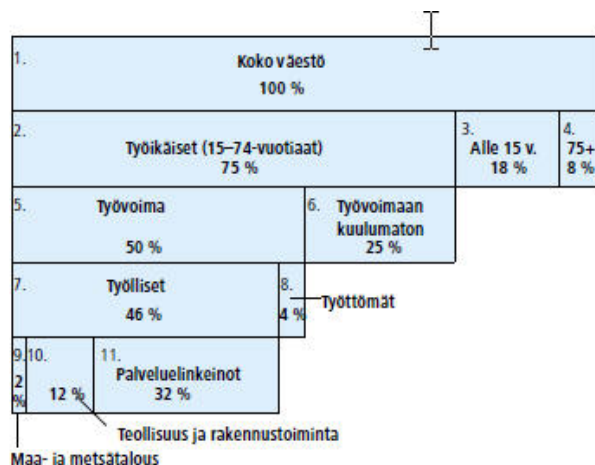 1.
Koko väestö
100 %
2.
Työikäiset (15–74-vuotiaat)
75 %
3.
Alle 15 v.
18 %
4.
75+
8 %
5.
Työvoima
50 %
6.
Työvoimaan
kuulumaton
25 %
7.
Työlliset
46 %
8.
4 %
Työttömät
9.
2
%
10.
12 %
11.
Palveluelinkeinot
32 %
Teollisuus ja rakennustoiminta
Maa- ja metsätalous